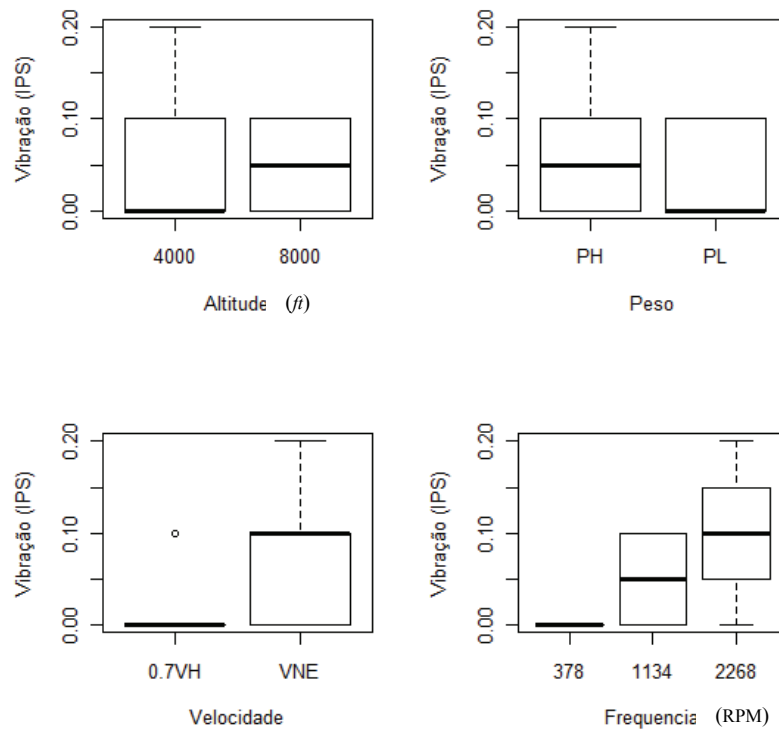 Vibração (IPS)
0.00 0.10 0.20
4000 8000
Altitude (ft)
Vibração (IPS)
0.00 0.10 0.20
PH PL
Peso
Vibração (IPS)
0.00 0.10 0.20
0.7VH VNE
Velocidade
Vibração (IPS)
0.00 0.10 0.20
378 1134 2268
Frequencia (RPM)